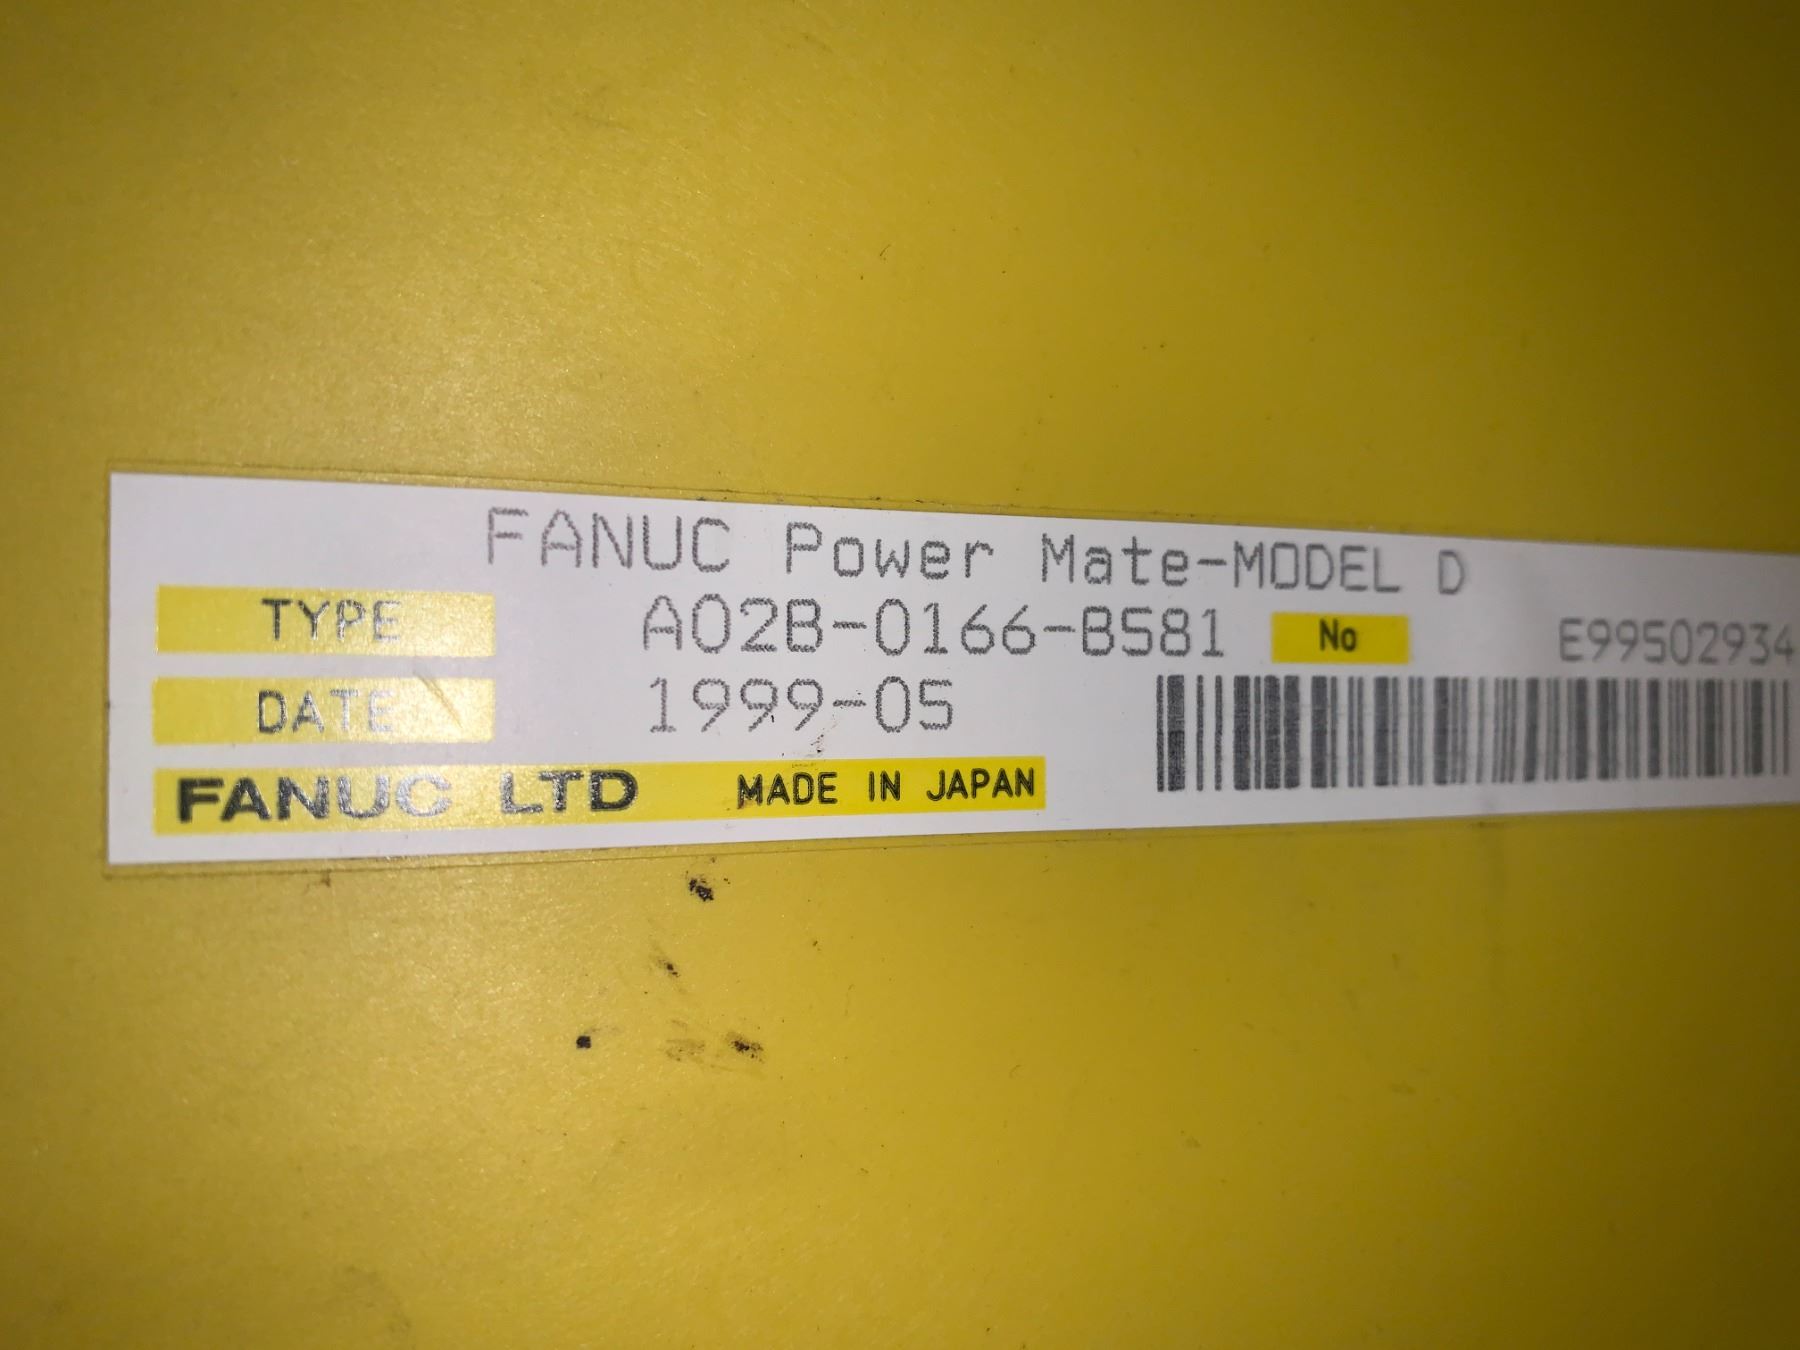 FANUC Power Mate-MODEL D
TYPE A02B-0166-B581 No E99502934
DATE 1999-05
FANUC LTD MADE IN JAPAN